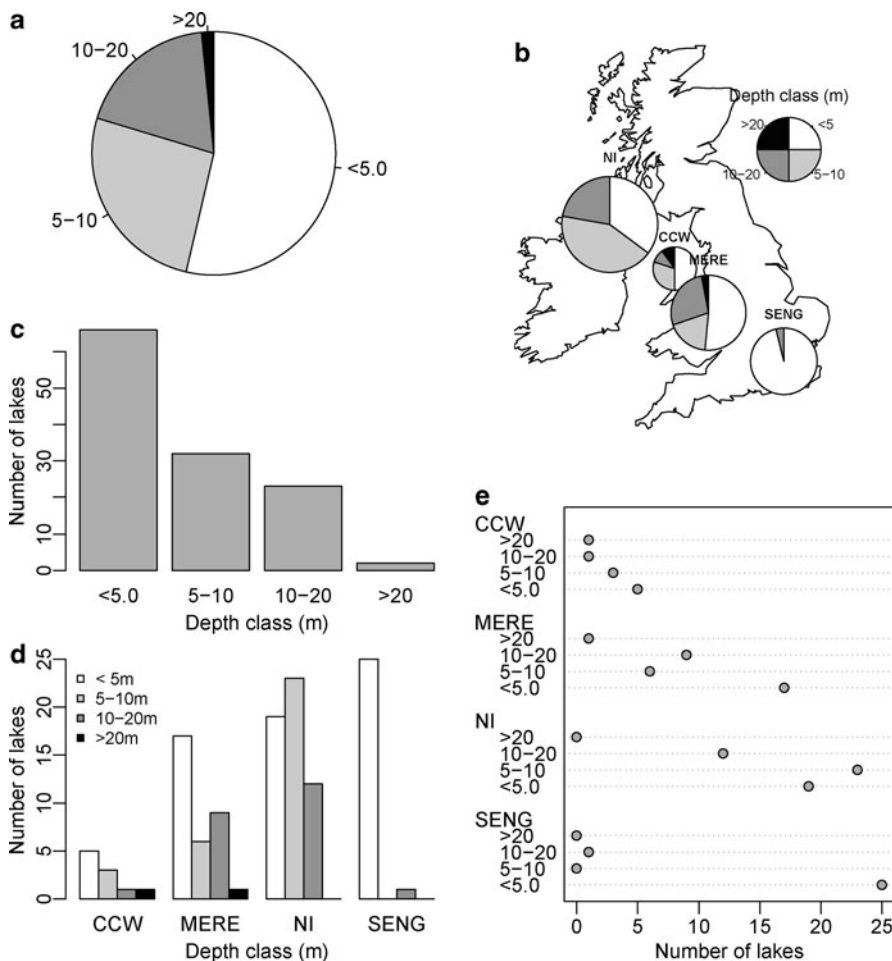 a
>20
10−20
5−10
<5.0
b
Depth class (m)
>20
<5
10−20
5−10
NI
CCW
MERE
SENG
c
Number of lakes
50
30
10
0
<5.0
5−10
10−20
>20
Depth class (m)
d
Number of lakes
25
20
15
10
5
0
< 5m
5−10m
10−20m
>20m
CCW
MERE
NI
SENG
Depth class (m)
e
CCW
>20
10−20
5−10
<5.0
MERE
>20
10−20
5−10
<5.0
NI
>20
10−20
5−10
<5.0
SENG
>20
10−20
5−10
<5.0
0
5
10
15
20
25
Number of lakes